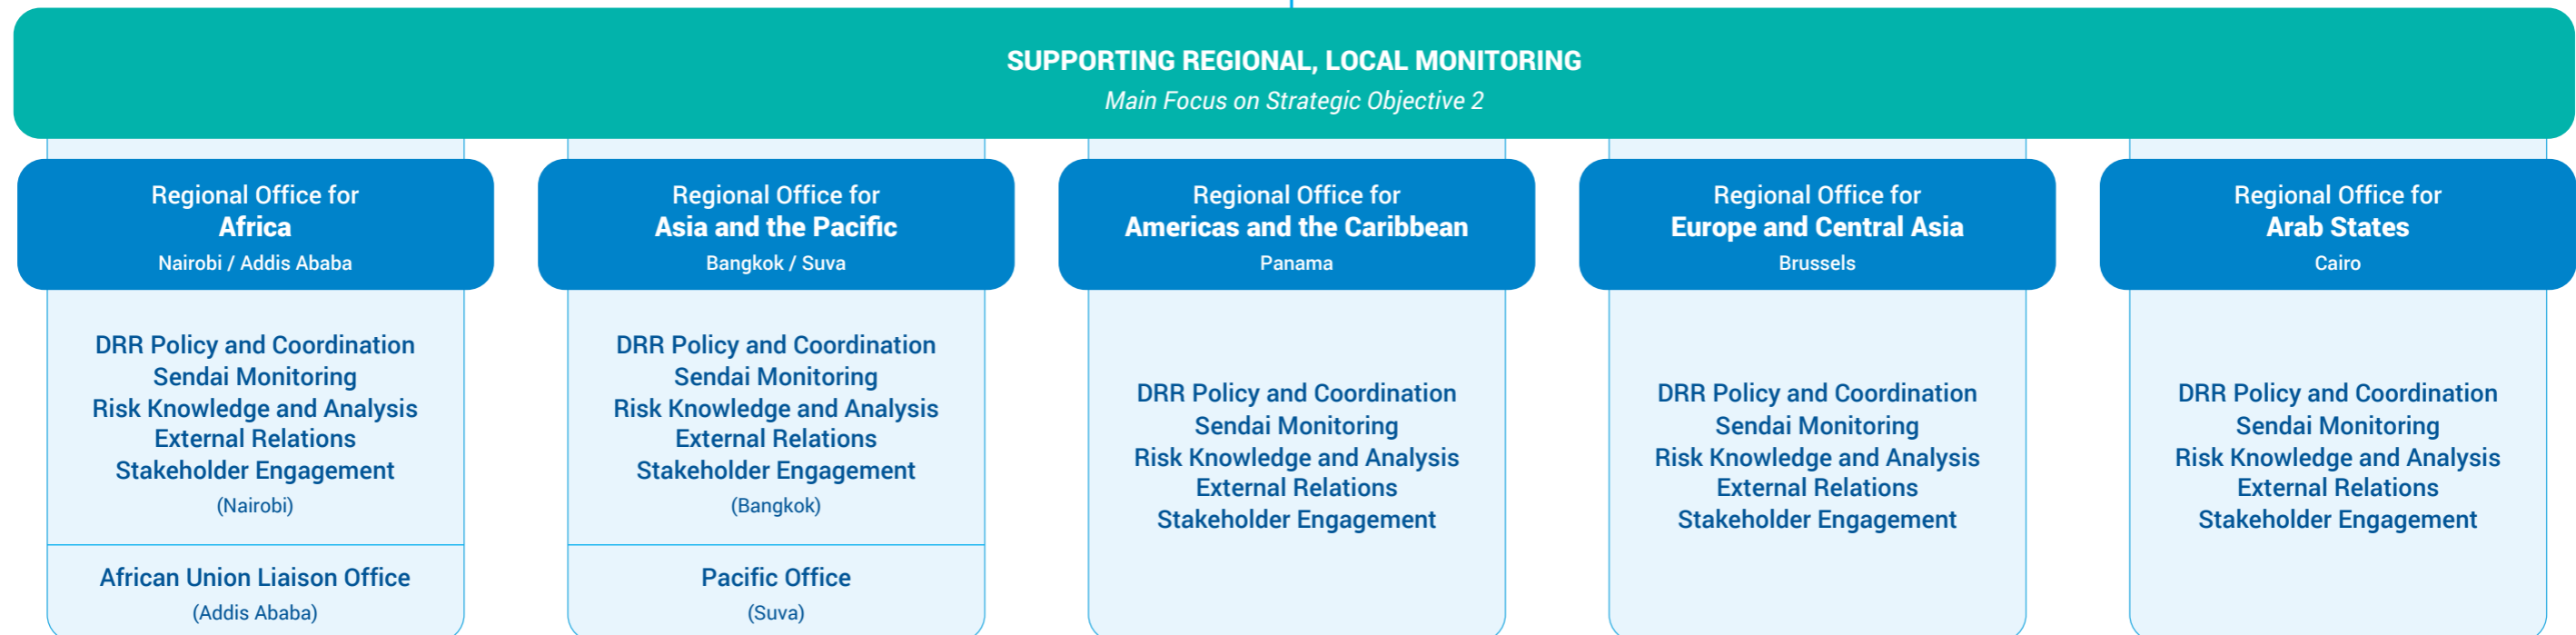 SUPPORTING REGIONAL, LOCAL MONITORING
Main Focus on Strategic Objective 2
Regional Office for
Africa
Nairobi / Addis Ababa
DRR Policy and Coordination
Sendai Monitoring
Risk Knowledge and Analysis
External Relations
Stakeholder Engagement
(Nairobi)
African Union Liaison Office
(Addis Ababa)
Regional Office for
Asia and the Pacific
Bangkok / Suva
DRR Policy and Coordination
Sendai Monitoring
Risk Knowledge and Analysis
External Relations
Stakeholder Engagement
(Bangkok)
Pacific Office
(Suva)
Regional Office for
Americas and the Caribbean
Panama
DRR Policy and Coordination
Sendai Monitoring
Risk Knowledge and Analysis
External Relations
Stakeholder Engagement
Regional Office for
Europe and Central Asia
Brussels
DRR Policy and Coordination
Sendai Monitoring
Risk Knowledge and Analysis
External Relations
Stakeholder Engagement
Regional Office for
Arab States
Cairo
DRR Policy and Coordination
Sendai Monitoring
Risk Knowledge and Analysis
External Relations
Stakeholder Engagement